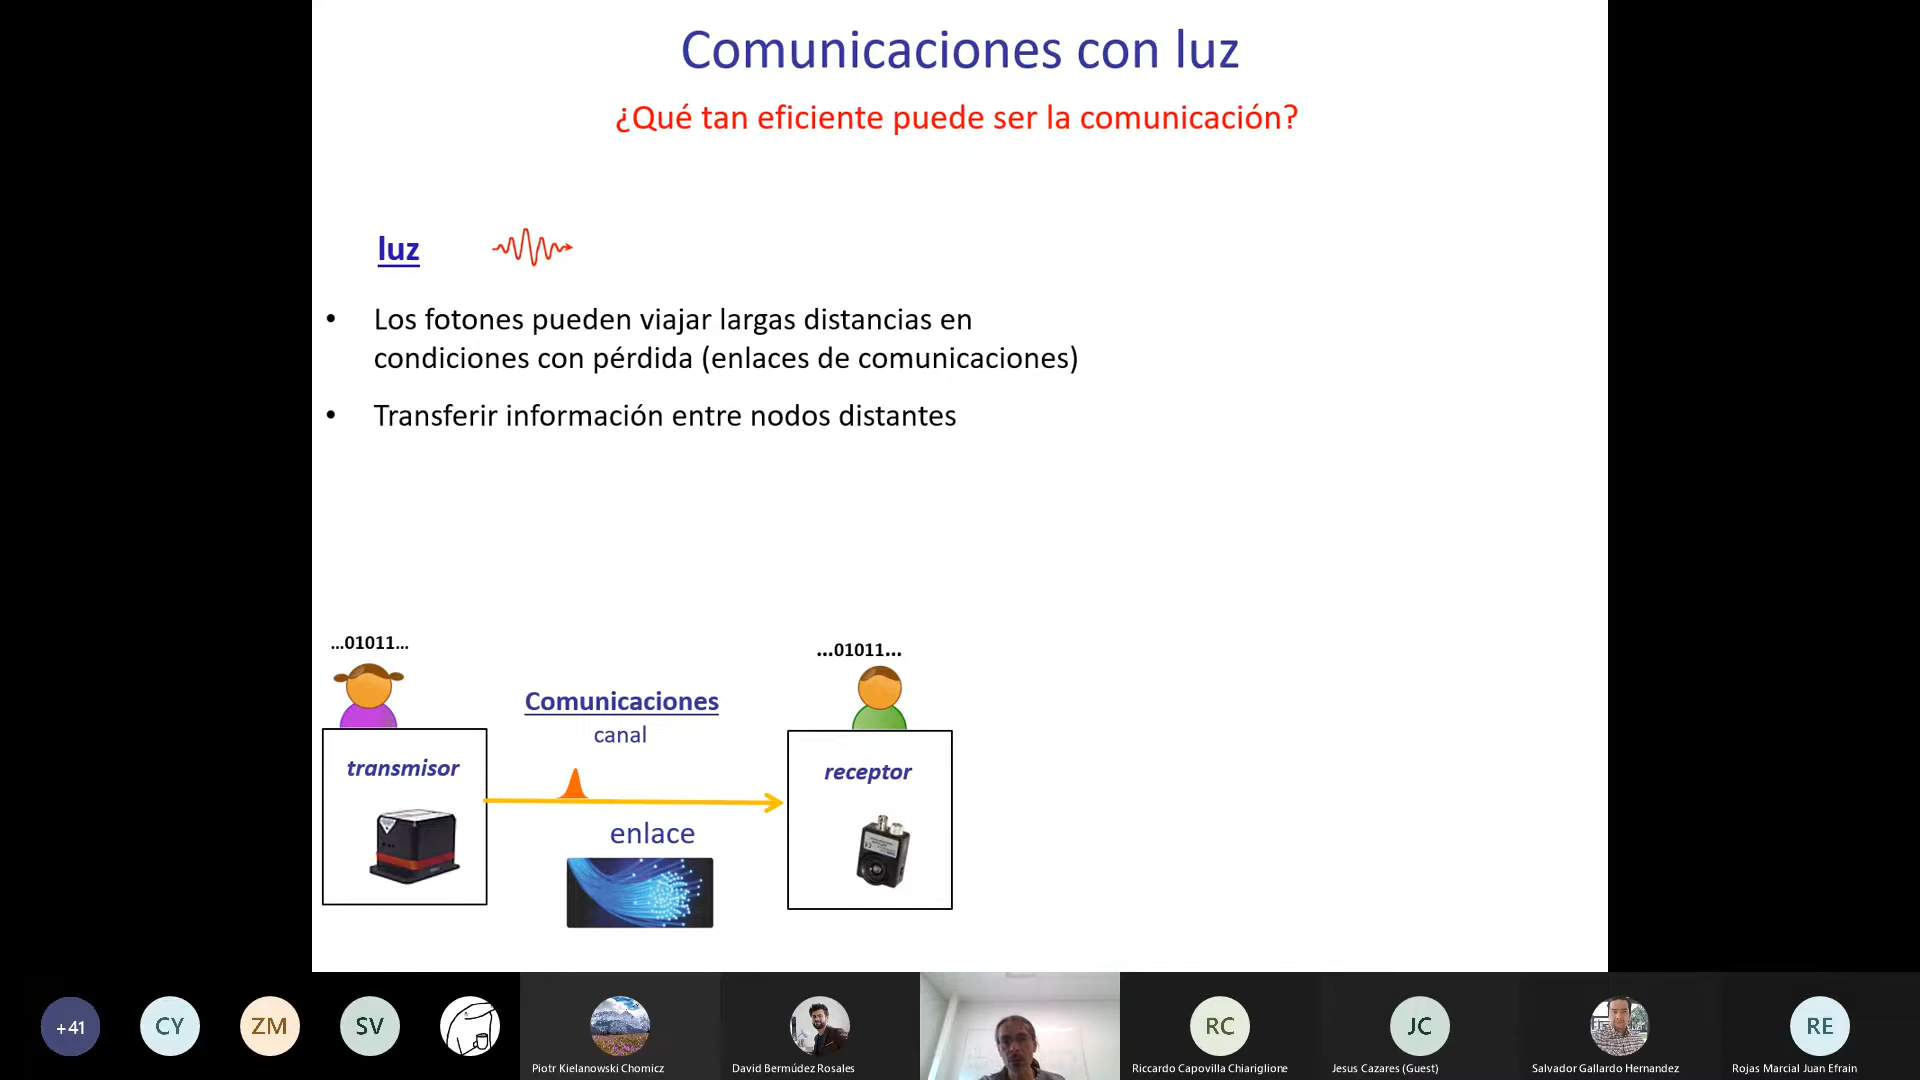 Comunicaciones con luz
¿Qué tan eficiente puede ser la comunicación?
luz
• Los fotones pueden viajar largas distancias en
condiciones con pérdida (enlaces de comunicaciones)
• Transferir información entre nodos distantes
...01011...
...01011...
Comunicaciones
canal
transmisor
receptor
enlace
+41
CY
ZM
SV
RC
JC
RE
Piotr Kielanowski Chomicz
David Bermúdez Rosales
Riccardo Capovilla Chiariglione
Jesus Cazares (Guest)
Salvador Gallardo Hernandez
Rojas Marcial Juan Efrain